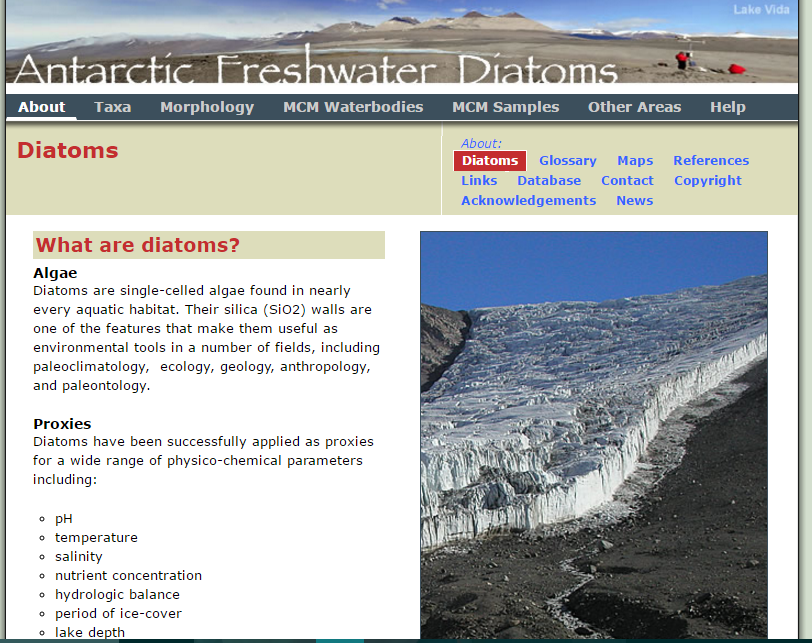 Lake Vida
Antarctic Freshwater Diatoms
About Taxa Morphology MCM Waterbodies MCM Samples Other Areas Help
Diatoms
About:
Diatoms Glossary Maps References
Links Database Contact Copyright
Acknowledgements News
What are diatoms?
Algae
Diatoms are single-celled algae found in nearly
every aquatic habitat. Their silica (SiO2) walls are
one of the features that make them useful as
environmental tools in a number of fields, including
paleoclimatology,  ecology, geology, anthropology,
and paleontology.
Proxies
Diatoms have been successfully applied as proxies
for a wide range of physico-chemical parameters
including:
pH
temperature
salinity
nutrient concentration
hydrologic balance
period of ice-cover
lake depth